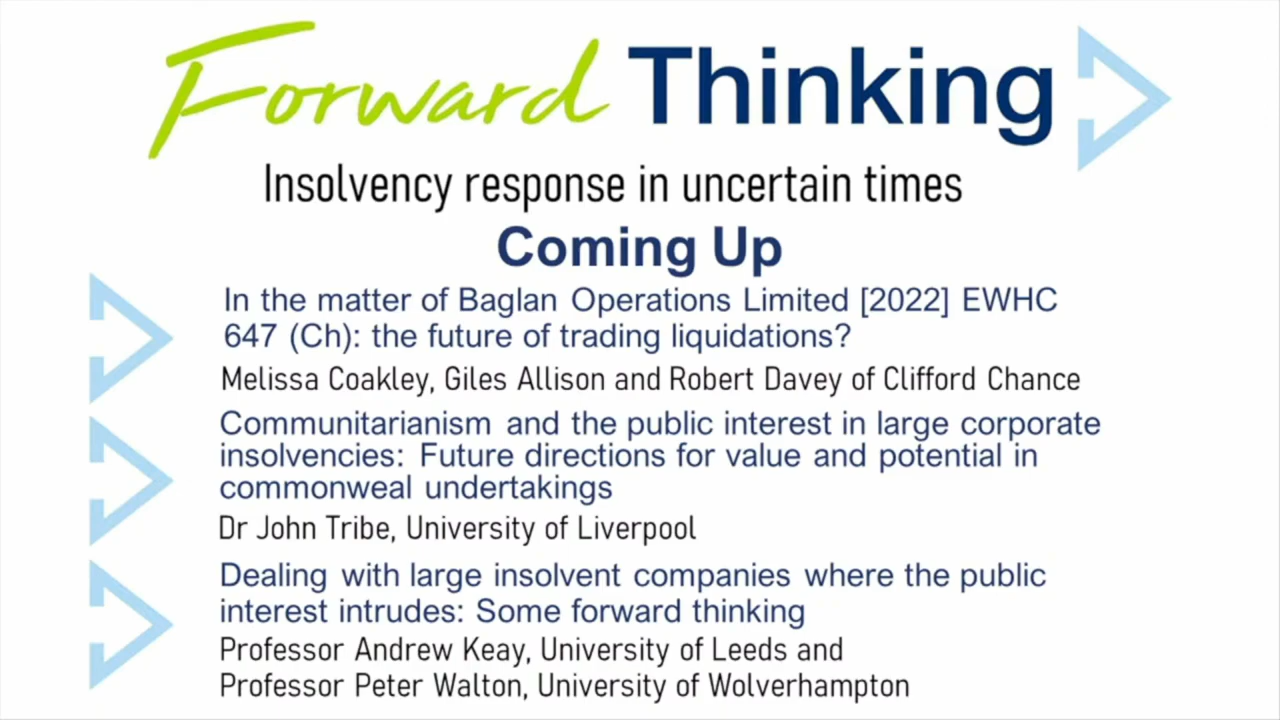 Forward Thinking
Insolvency response in uncertain times
Coming Up
In the matter of Baglan Operations Limited [2022] EWHC
647 (Ch): the future of trading liquidations?
Melissa Coakley, Giles Allison and Robert Davey of Clifford Chance
Communitarianism and the public interest in large corporate
insolvencies: Future directions for value and potential in
commonweal undertakings
Dr John Tribe, University of Liverpool
Dealing with large insolvent companies where the public
interest intrudes: Some forward thinking
Professor Andrew Keay, University of Leeds and
Professor Peter Walton, University of Wolverhampton